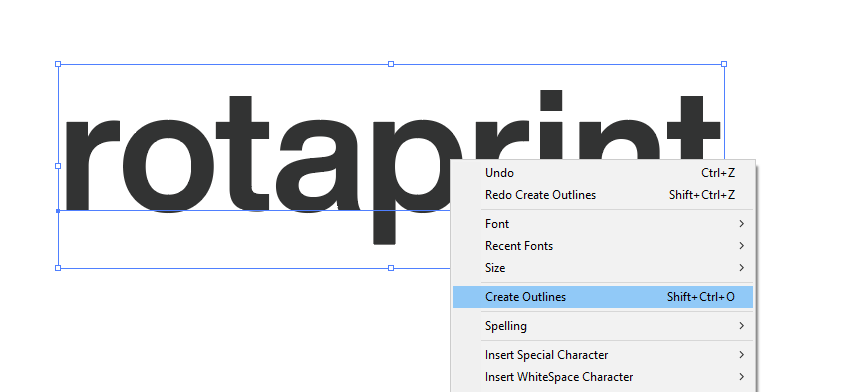 rotaprint
Undo Ctrl+Z
Redo Create Outlines Shift+Ctrl+Z
Font
Recent Fonts
Size
Create Outlines Shift+Ctrl+O
Spelling
Insert Special Character
Insert WhiteSpace Character